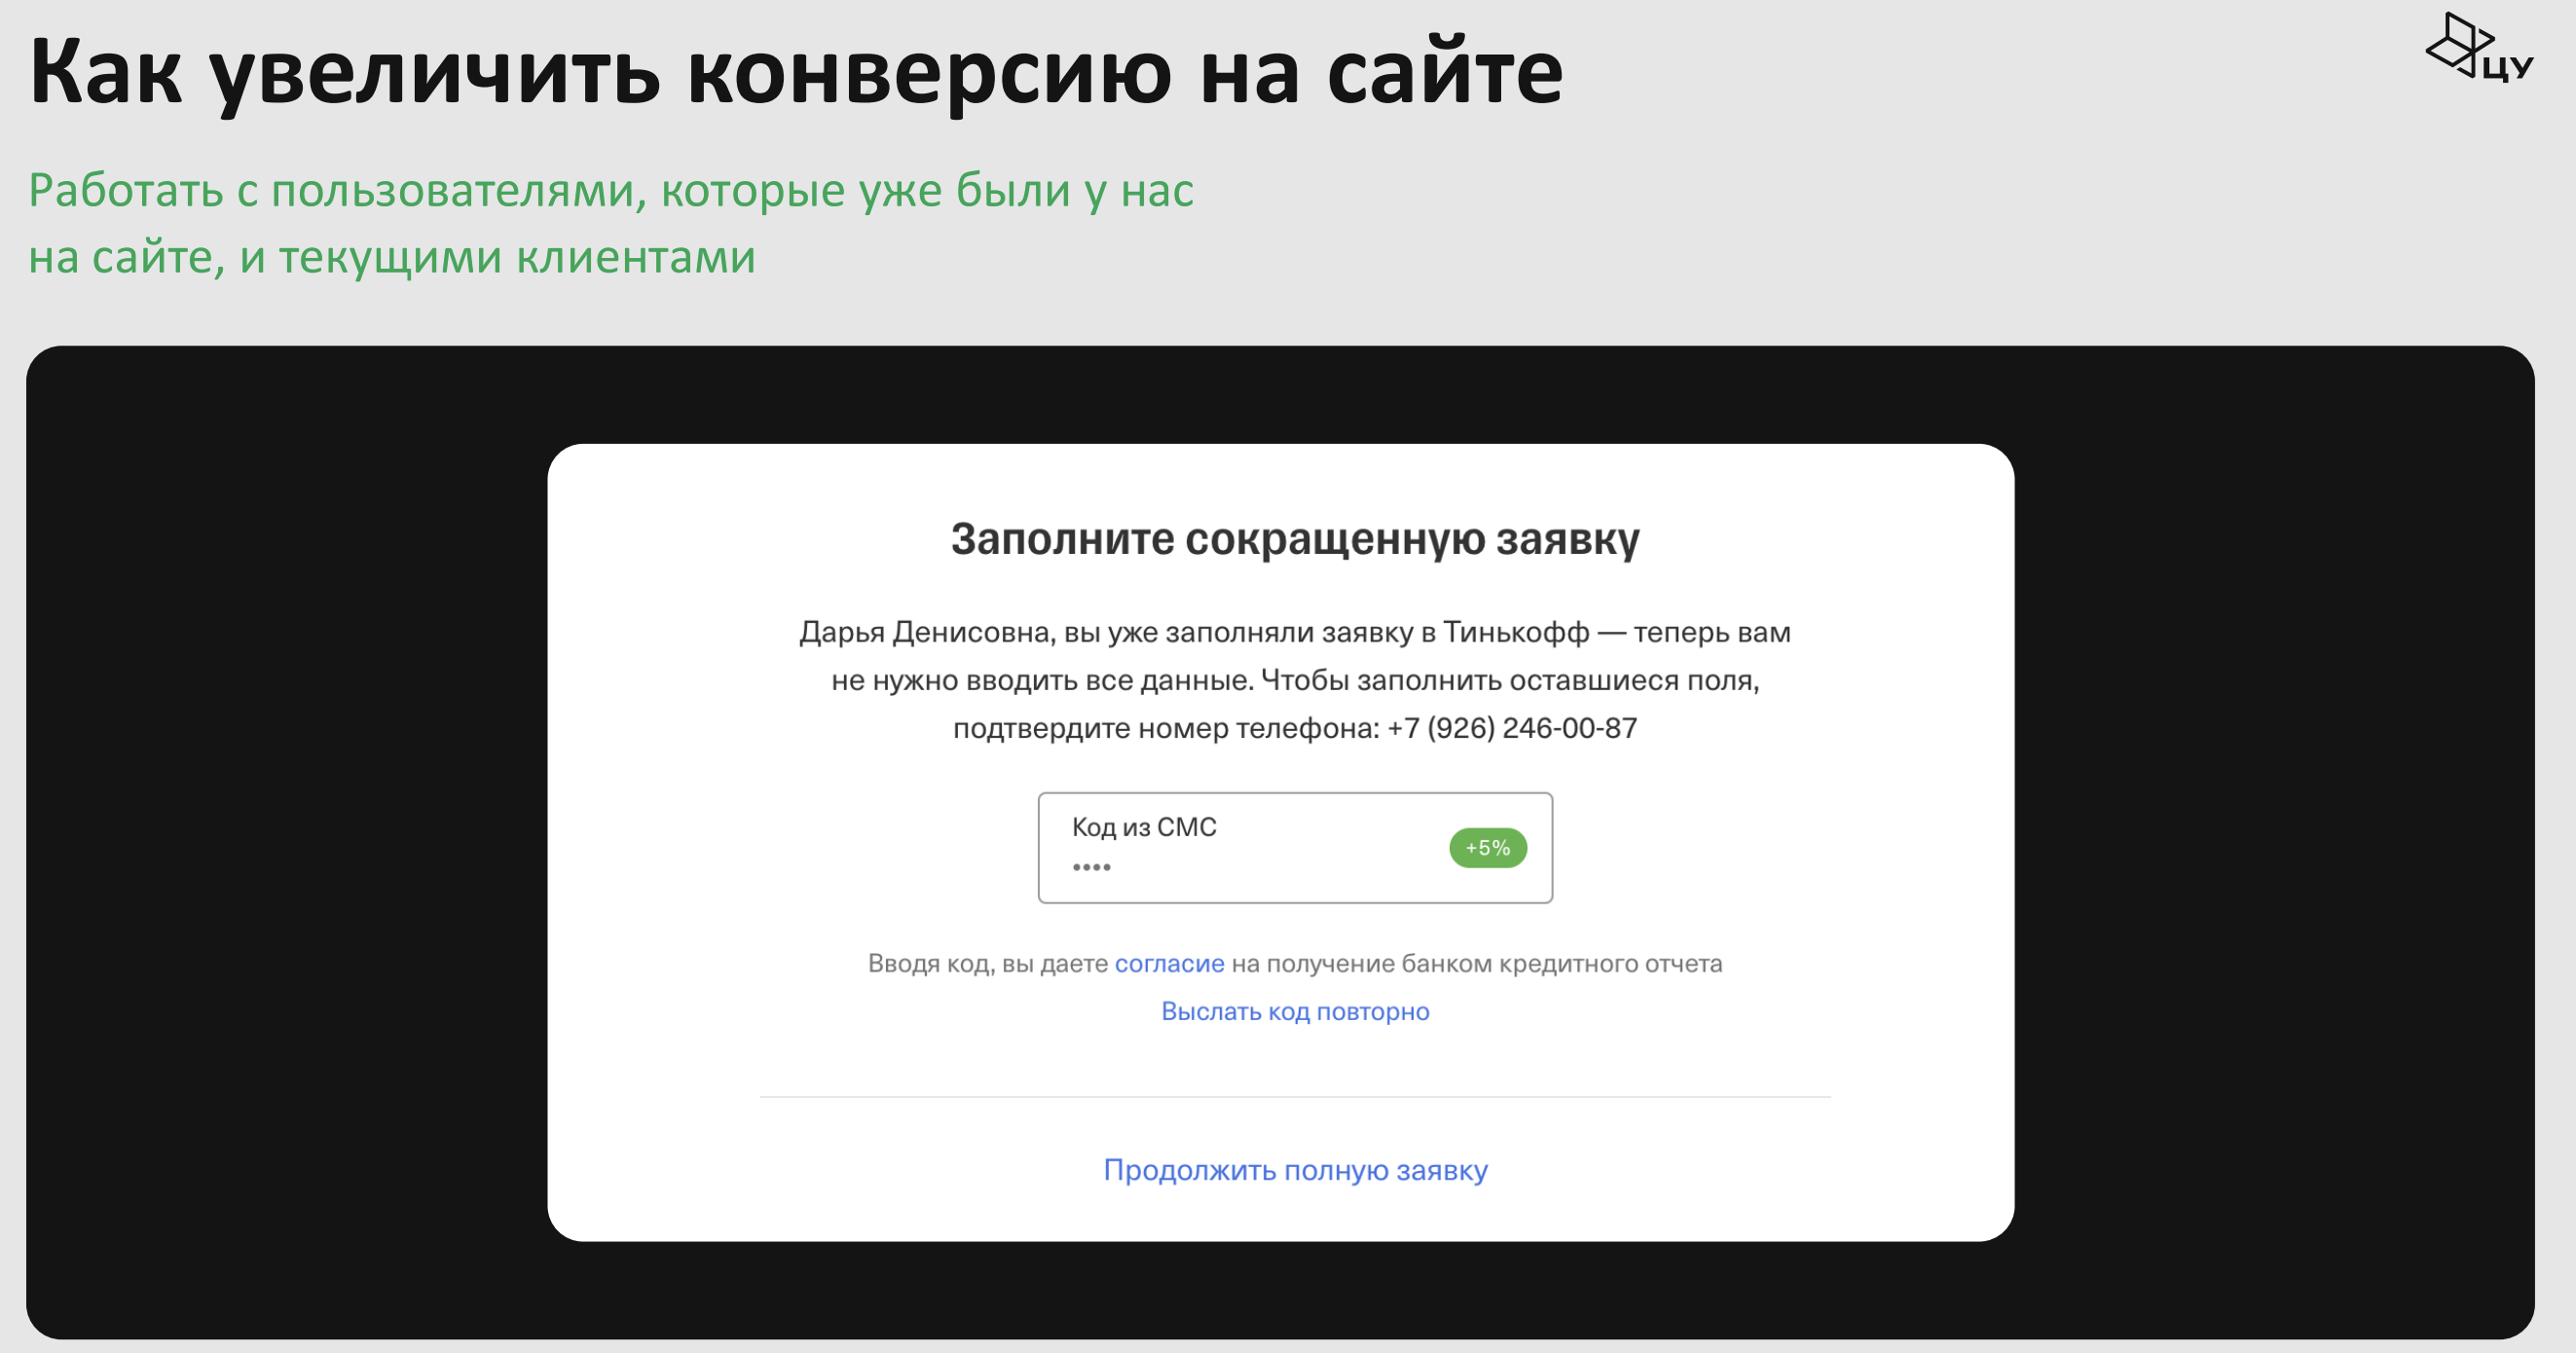 Как увеличить конверсию на сайте
ЦУ
Работать с пользователями, которые уже были у нас
на сайте, и текущими клиентами
Заполните сокращенную заявку
Дарья Денисовна, вы уже заполняли заявку в Тинькофф — теперь вам
не нужно вводить все данные. Чтобы заполнить оставшиеся поля,
подтвердите номер телефона: +7 (926) 246-00-87
Код из СМС
••••
+5%
Вводя код, вы даете согласие на получение банком кредитного отчета
Выслать код повторно
Продолжить полную заявку